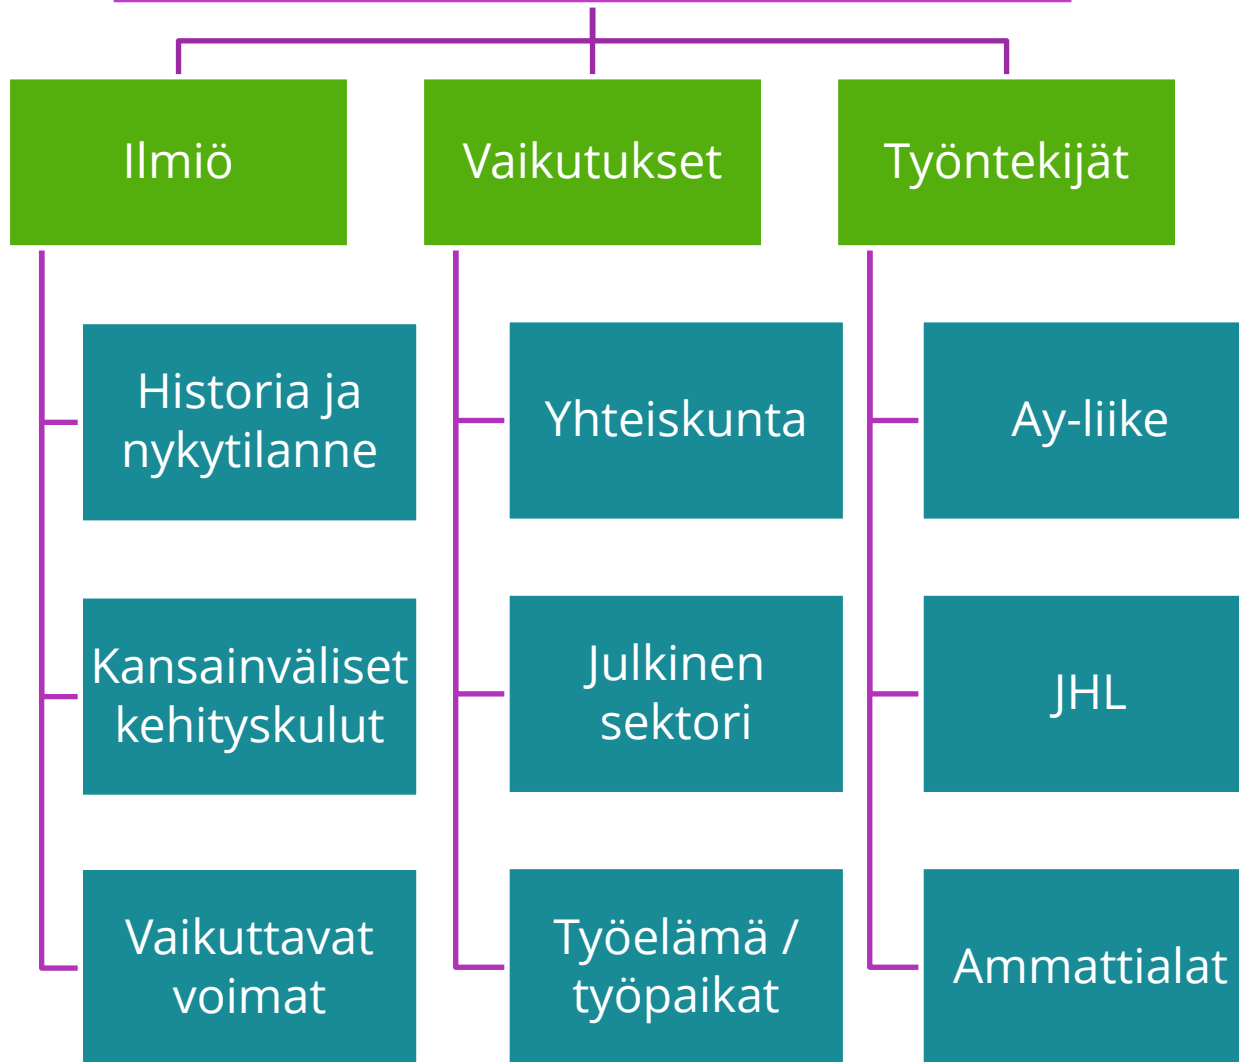 Ilmiö
Vaikutukset
Työntekijät
Historia ja
nykytilanne
Yhteiskunta
Ay-liike
Kansainväliset
kehityskulut
Julkinen
sektori
JHL
Vaikuttavat
voimat
Työelämä /
työpaikat
Ammattialat